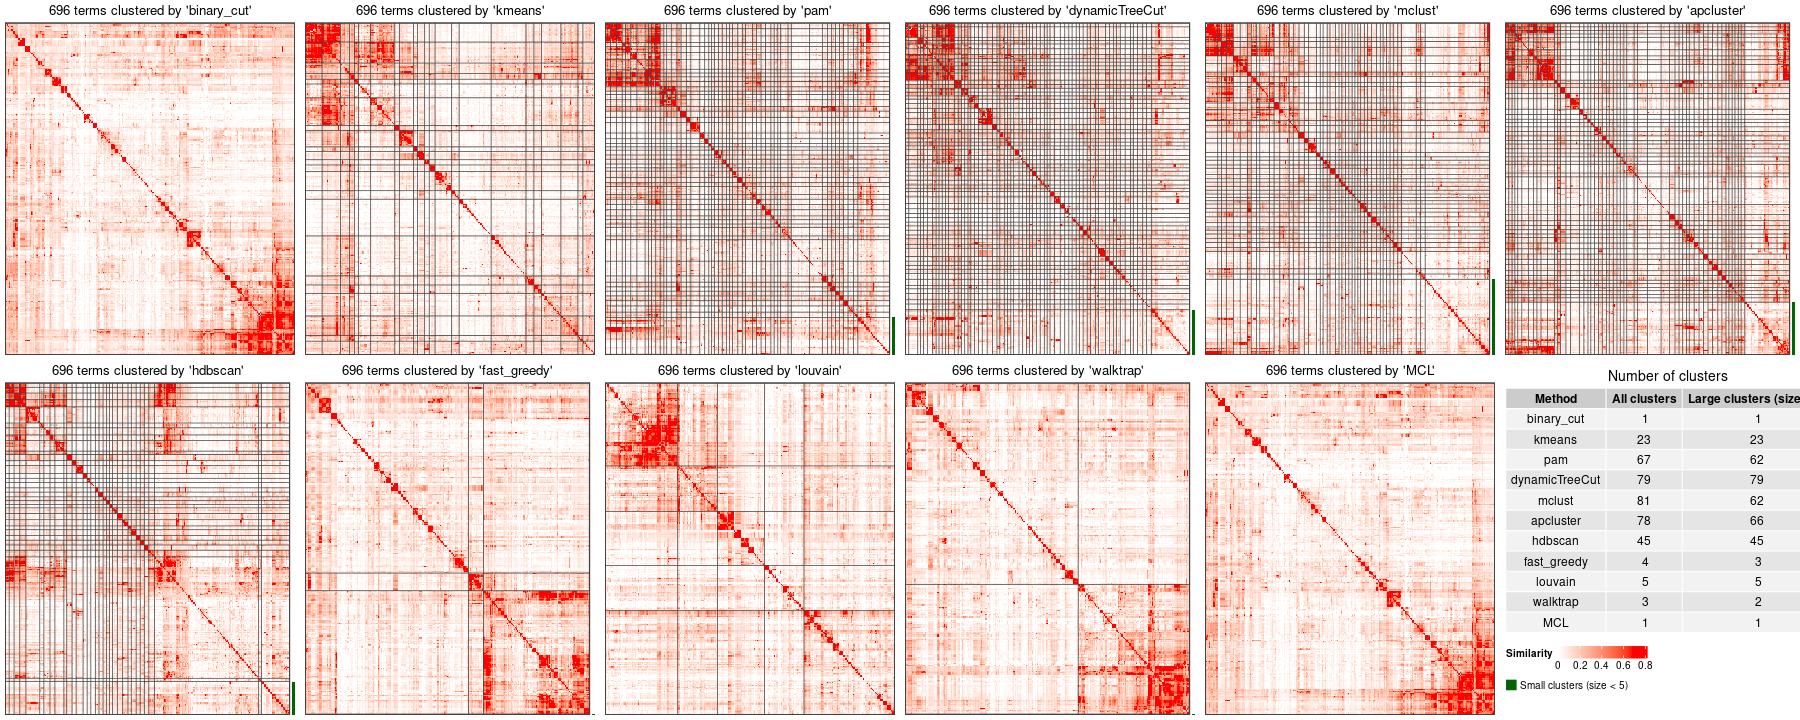 696 terms clustered by 'binary_cut'
696 terms clustered by 'kmeans'
696 terms clustered by 'pam'
696 terms clustered by 'dynamicTreeCut'
696 terms clustered by 'mclust'
696 terms clustered by 'apcluster'
696 terms clustered by 'hdbscan'
696 terms clustered by 'fast_greedy'
696 terms clustered by 'louvain'
696 terms clustered by 'walktrap'
696 terms clustered by 'MCL'
Number of clusters
Method All clusters Large clusters (size
binary_cut 1 1
kmeans 23 23
pam 67 62
dynamicTreeCut 79 79
mclust 81 62
apcluster 78 66
hdbscan 45 45
fast_greedy 4 3
louvain 5 5
walktrap 3 2
MCL 1 1
Similarity
0 0.2 0.4 0.6 0.8
Small clusters (size < 5)